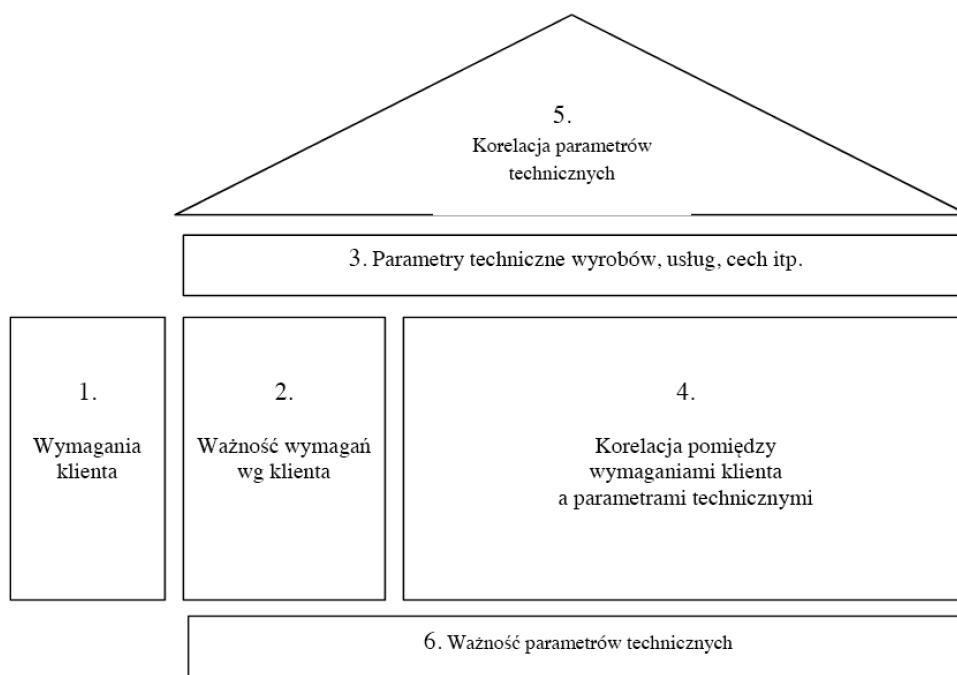 5.
Korelacja parametrów
technicznych
3. Parametry techniczne wyrobów, usług, cech itp.
1.
Wymagania
klienta
2.
Ważność wymagań
wg klienta
4.
Korelacja pomiędzy
wymaganiami klienta
a parametrami technicznymi
6. Ważność parametrów technicznych